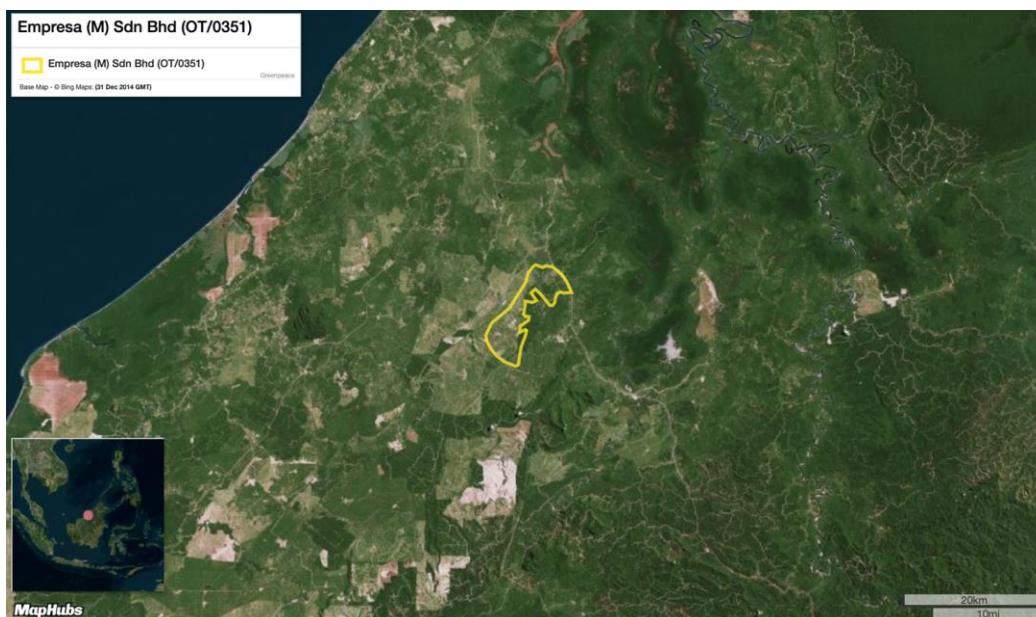 Empresa (M) Sdn Bhd (OT/0351)
Empresa (M) Sdn Bhd (OT/0351)
Greenpeace
Base Map - © Bing Maps: (31 Dec 2014 GMT)
MapHubs
20km
10mi